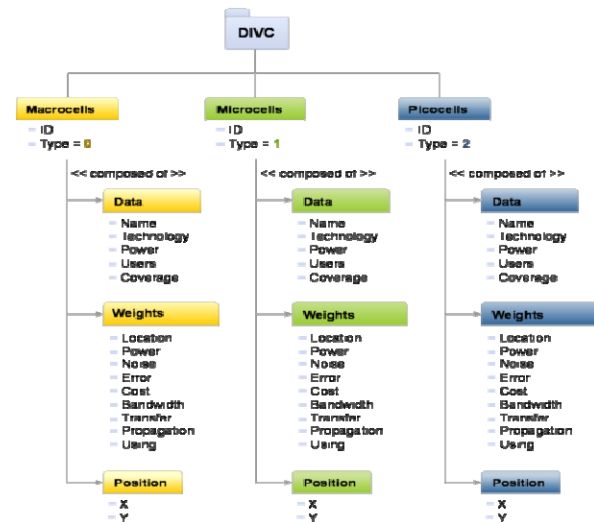 DIVC
Macrocells
ID
Type = 0
<< composed of >>
Data
Name
Technology
Power
Users
Coverage
Weights
Location
Power
Noise
Error
Cost
Bandwidth
Transfer
Propagation
Using
Position
X
Y
Microcells
ID
Type = 1
<< composed of >>
Data
Name
Technology
Power
Users
Coverage
Weights
Location
Power
Noise
Error
Cost
Bandwidth
Transfer
Propagation
Using
Position
X
Y
Picocells
ID
Type = 2
<< composed of >>
Data
Name
Technology
Power
Users
Coverage
Weights
Location
Power
Noise
Error
Cost
Bandwidth
Transfer
Propagation
Using
Position
X
Y